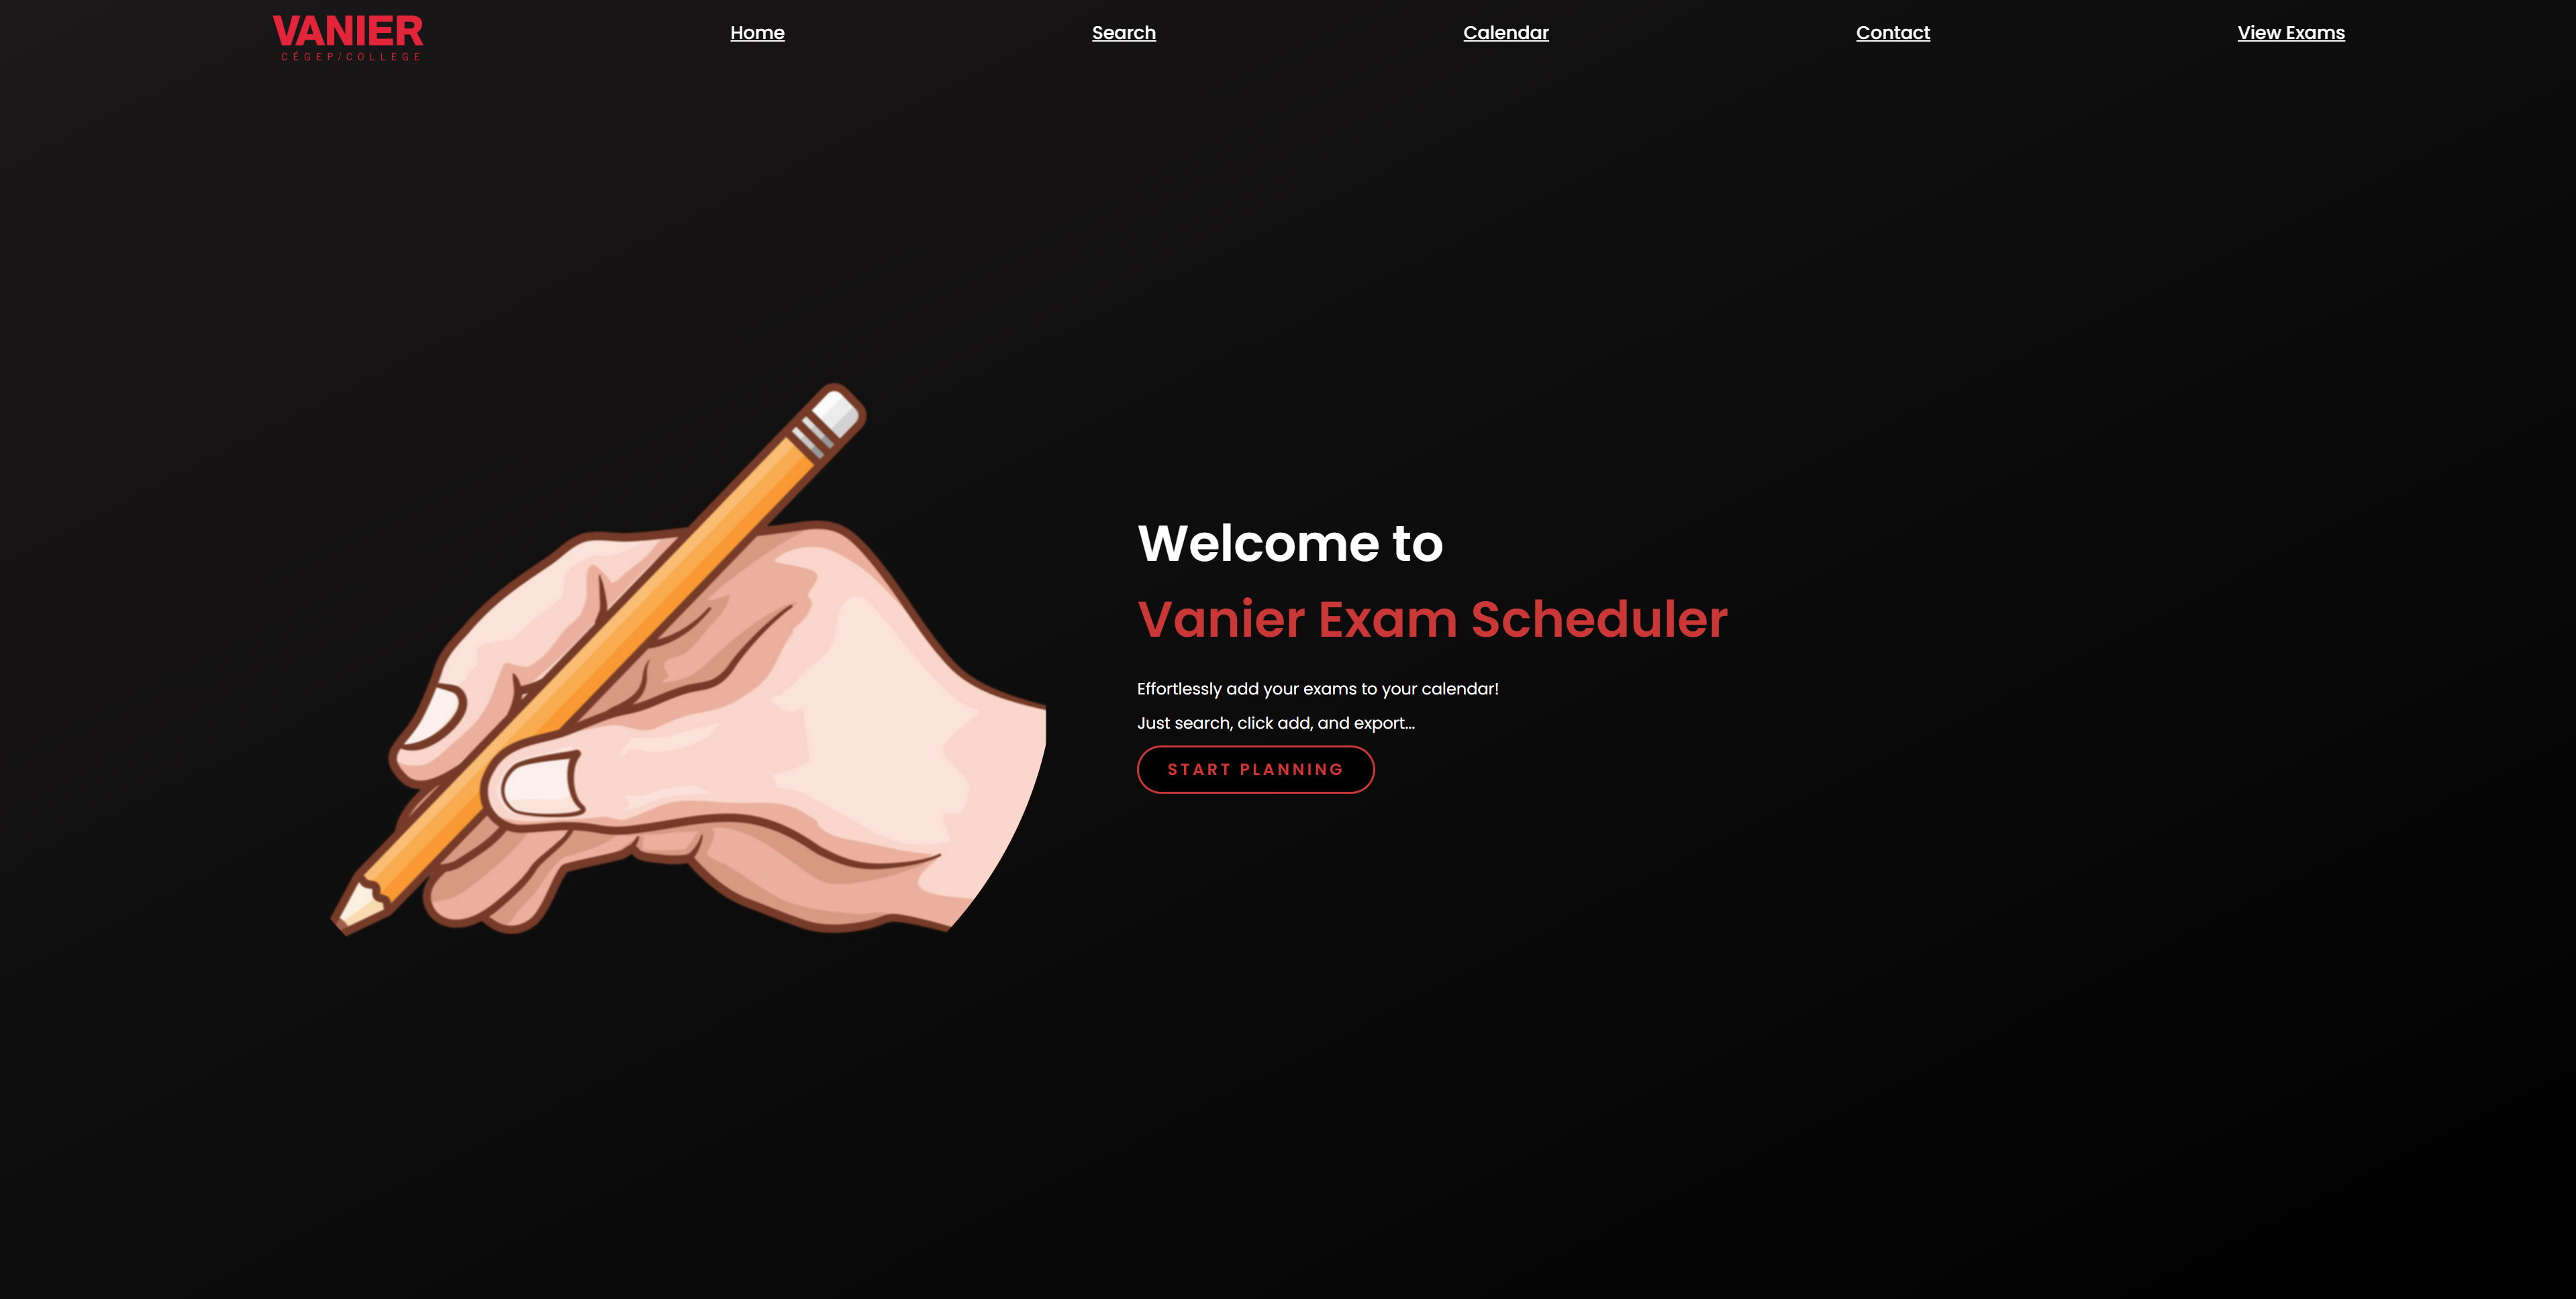 VANIER
CÉGEP/COLLEGE
Home
Search
Calendar
Contact
View Exams
Welcome to
Vanier Exam Scheduler
Effortlessly add your exams to your calendar!
Just search, click add, and export...
START PLANNING